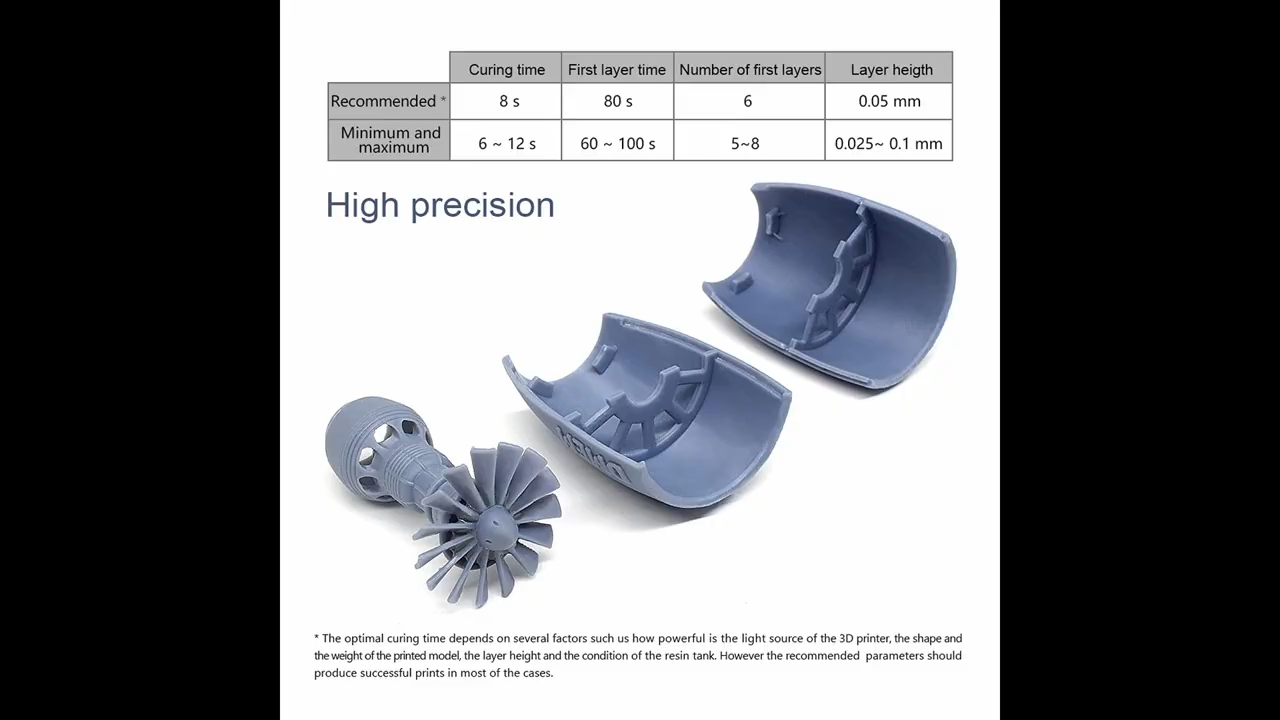 Curing time First layer time Number of first layers Layer heigth
Recommended * 8 s 80 s 6 0.05 mm
Minimum and maximum 6 ~ 12 s 60 ~ 100 s 5~8 0.025~ 0.1 mm
High precision
* The optimal curing time depends on several factors such us how powerful is the light source of the 3D printer, the shape and
the weight of the printed model, the layer height and the condition of the resin tank. However the recommended parameters should
produce successful prints in most of the cases.